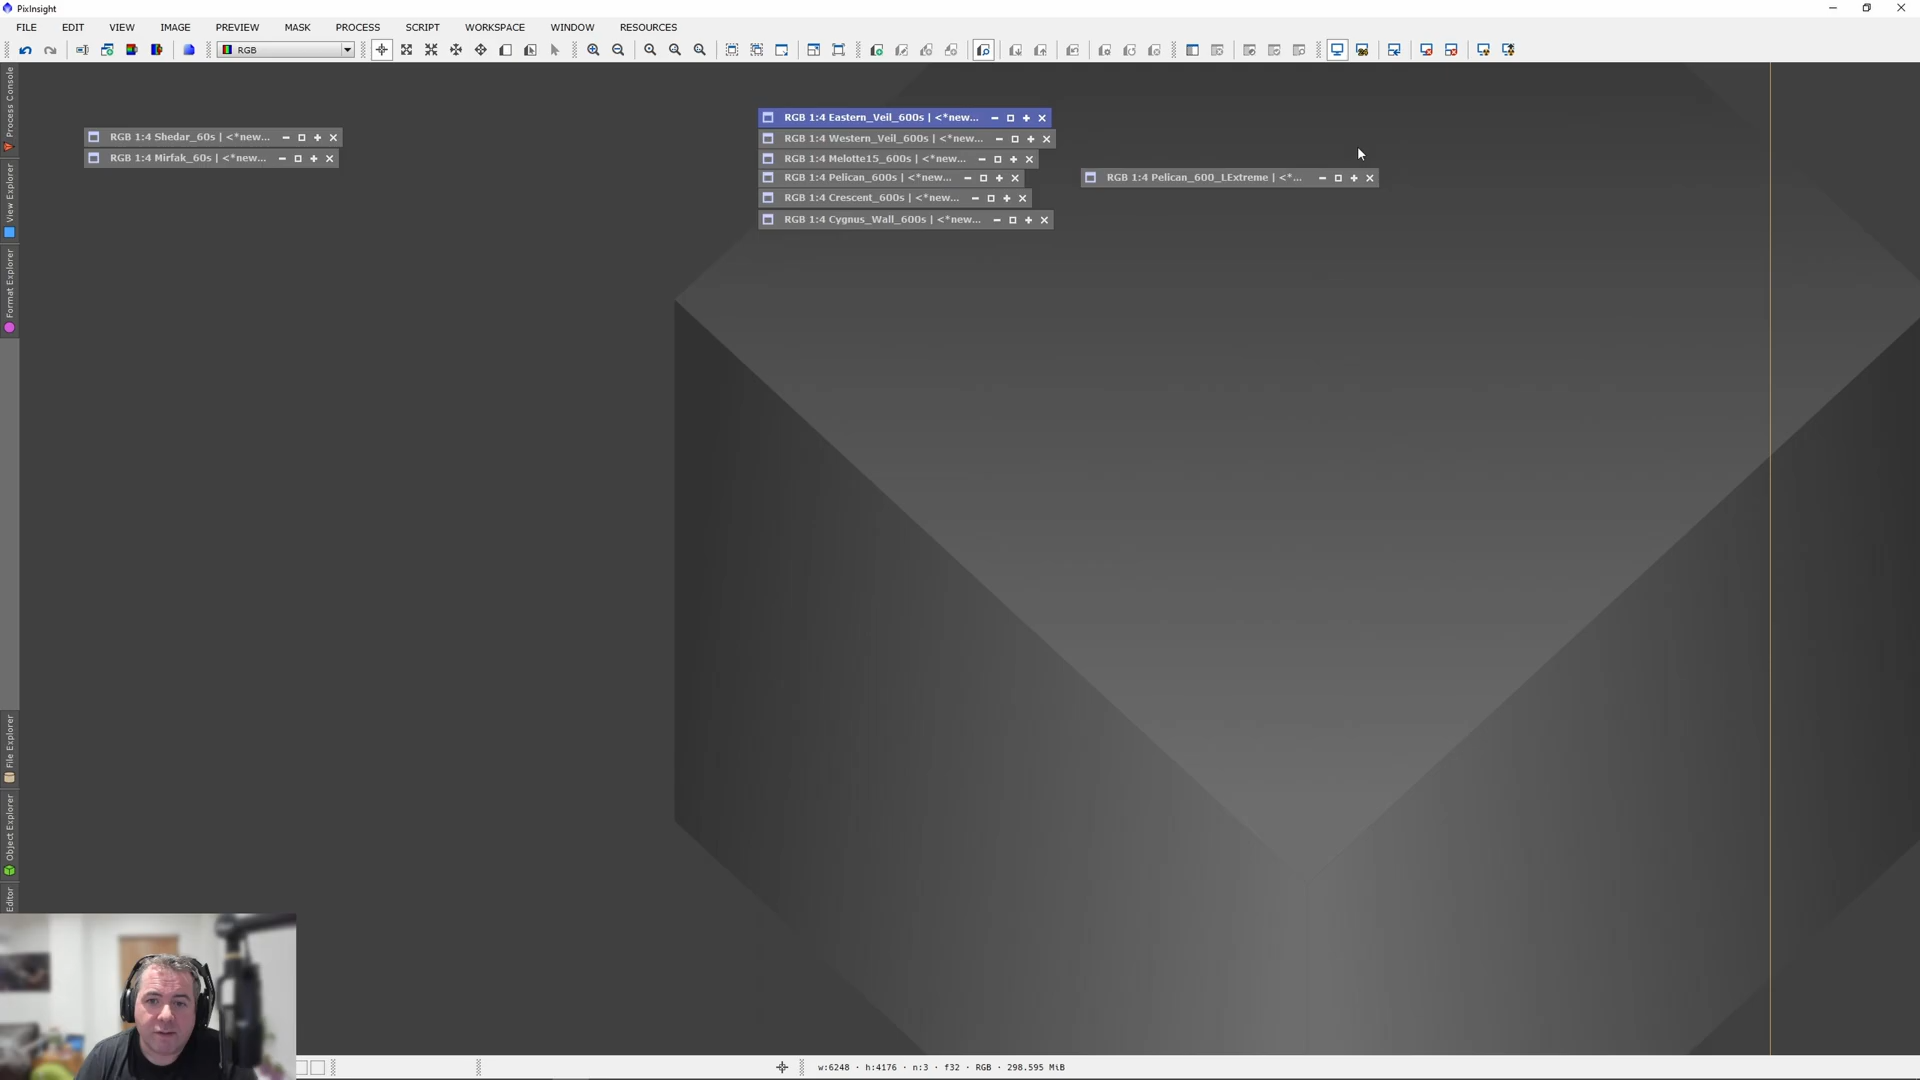 PixInsight
FILE EDIT VIEW IMAGE PREVIEW MASK PROCESS SCRIPT WORKSPACE WINDOW RESOURCES
RGB
Process Console
View Explorer
Format Explorer
File Explorer
Object Explorer
Editor
RGB 1:4 Shedar_60s | <*new...
RGB 1:4 Mirfak_60s | <*new...
RGB 1:4 Eastern_Veil_600s | <*new...
RGB 1:4 Western_Veil_600s | <*new...
RGB 1:4 Melotte15_600s | <*new...
RGB 1:4 Pelican_600s | <*new...
RGB 1:4 Crescent_600s | <*new...
RGB 1:4 Cygnus_Wall_600s | <*new...
RGB 1:4 Pelican_600_LExtreme | <*...
w:6248 · h:4176 · n:3 · f32 · RGB · 298.595 MiB